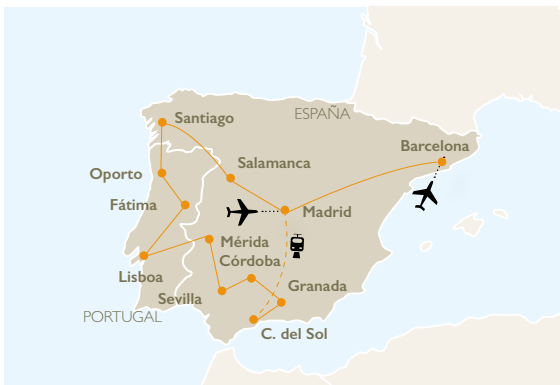 ESPAÑA
Santiago
Barcelona
Salamanca
Oporto
Fátima
Madrid
Mérida
Córdoba
Lisboa
Sevilla
Granada
PORTUGAL
C. del Sol